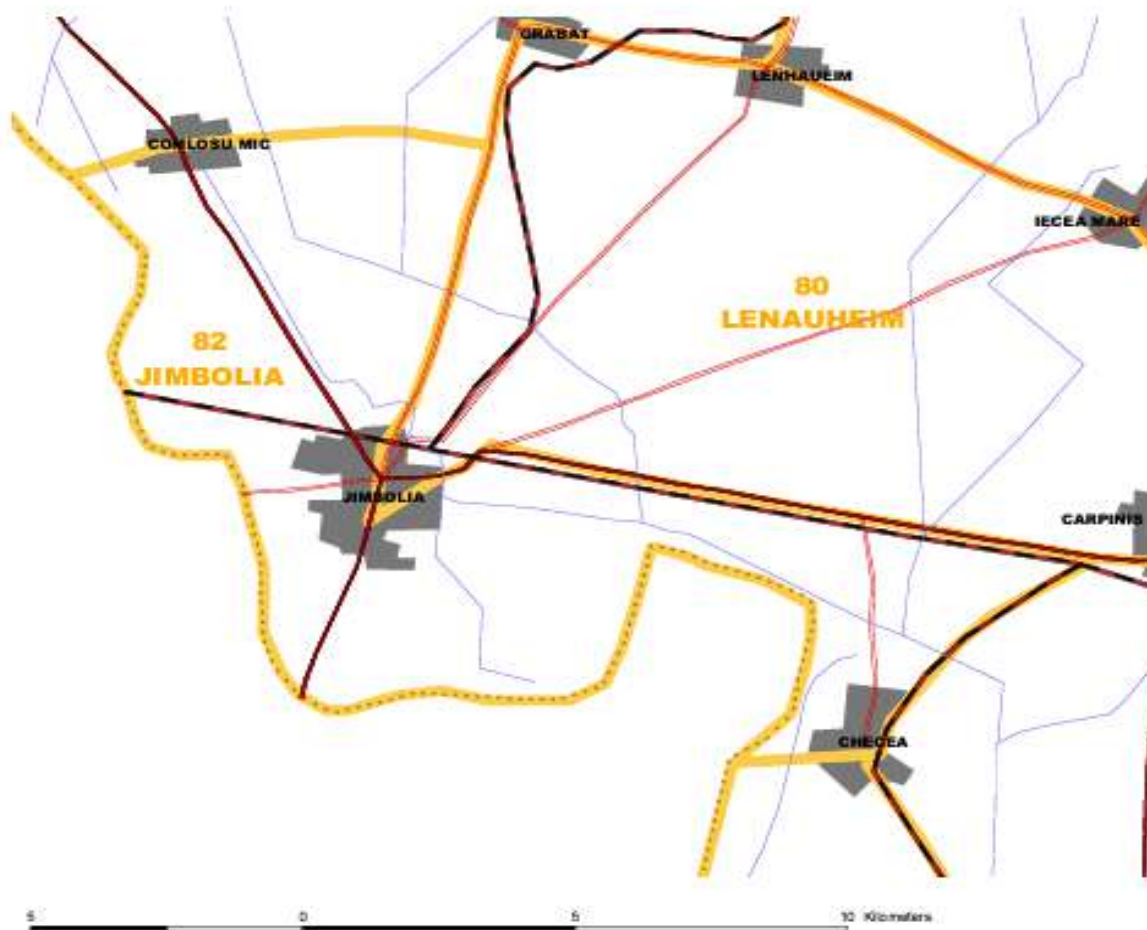 GRABAT
LENHAUEIM
COMLOSU MIC
IECEA MARE
80
LENAUHEIM
82
JIMBOLIA
JIMBOLIA
CARPINIS
CHECEA
5 0 5 10 Kilometers